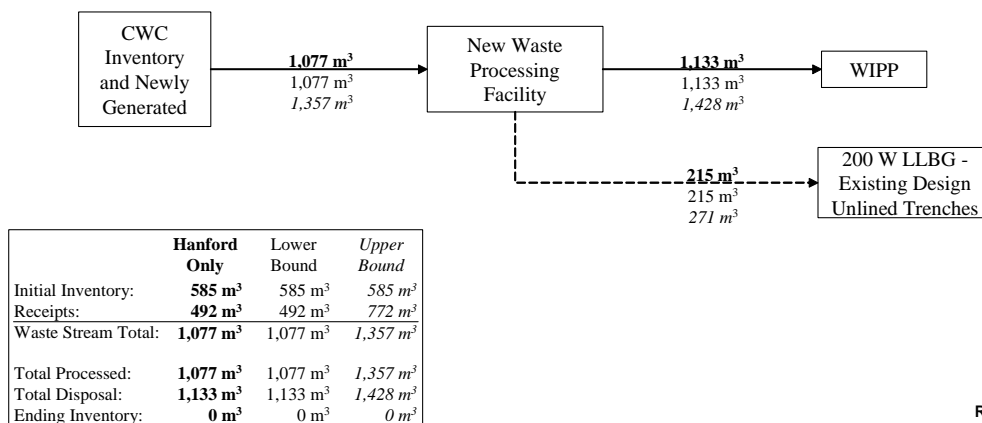 CWC
Inventory
and Newly
Generated
1,077 m³
1,077 m³
1,357 m³
New Waste
Processing
Facility
1,133 m³
1,133 m³
1,428 m³
WIPP
215 m³
215 m³
271 m³
200 W LLBG -
Existing Design
Unlined Trenches
Hanford Only Lower Bound Upper Bound
Initial Inventory: 585 m³ 585 m³ 585 m³
Receipts: 492 m³ 492 m³ 772 m³
Waste Stream Total: 1,077 m³ 1,077 m³ 1,357 m³
Total Processed: 1,077 m³ 1,077 m³ 1,357 m³
Total Disposal: 1,133 m³ 1,133 m³ 1,428 m³
Ending Inventory: 0 m³ 0 m³ 0 m³
R